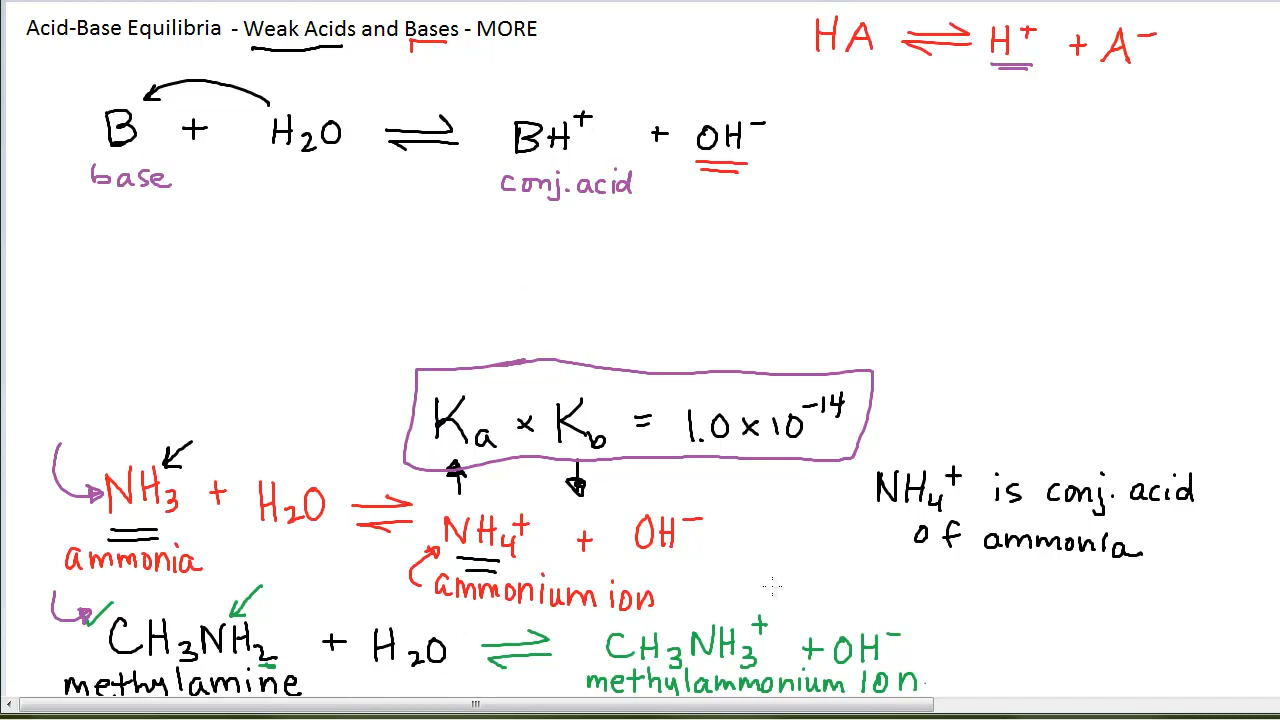 Acid-Base Equilibria - Weak Acids and Bases - MORE
HA ⇌ H⁺ + A⁻
B + H₂O ⇌ BH⁺ + OH⁻
base conj. acid
Ka × Kb = 1.0 × 10⁻¹⁴
NH₃ + H₂O ⇌ NH₄⁺ + OH⁻
ammonia ammonium ion
NH₄⁺ is conj. acid
of ammonia
CH₃NH₂ + H₂O ⇌ CH₃NH₃⁺ + OH⁻
methylamine methylammonium ion